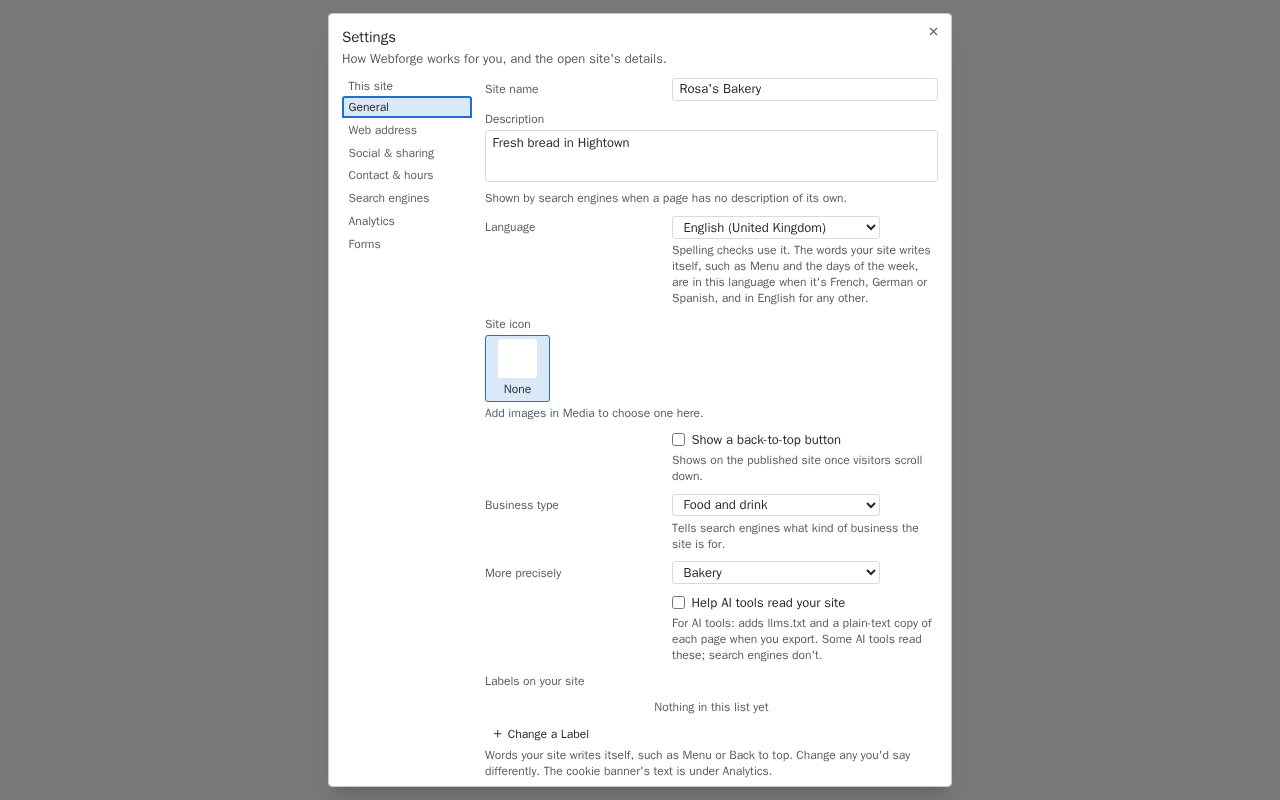 Settings
×
How Webforge works for you, and the open site's details.
This site
General
Web address
Social & sharing
Contact & hours
Search engines
Analytics
Forms
Site name
Rosa's Bakery
Description
Fresh bread in Hightown
Shown by search engines when a page has no description of its own.
Language
English (United Kingdom)
Spelling checks use it. The words your site writes
itself, such as Menu and the days of the week,
are in this language when it's French, German or
Spanish, and in English for any other.
Site icon
None
Add images in Media to choose one here.
Show a back-to-top button
Shows on the published site once visitors scroll
down.
Business type
Food and drink
Tells search engines what kind of business the
site is for.
More precisely
Bakery
Help AI tools read your site
For AI tools: adds llms.txt and a plain-text copy of
each page when you export. Some AI tools read
these; search engines don't.
Labels on your site
Nothing in this list yet
+ Change a Label
Words your site writes itself, such as Menu or Back to top. Change any you'd say
differently. The cookie banner's text is under Analytics.